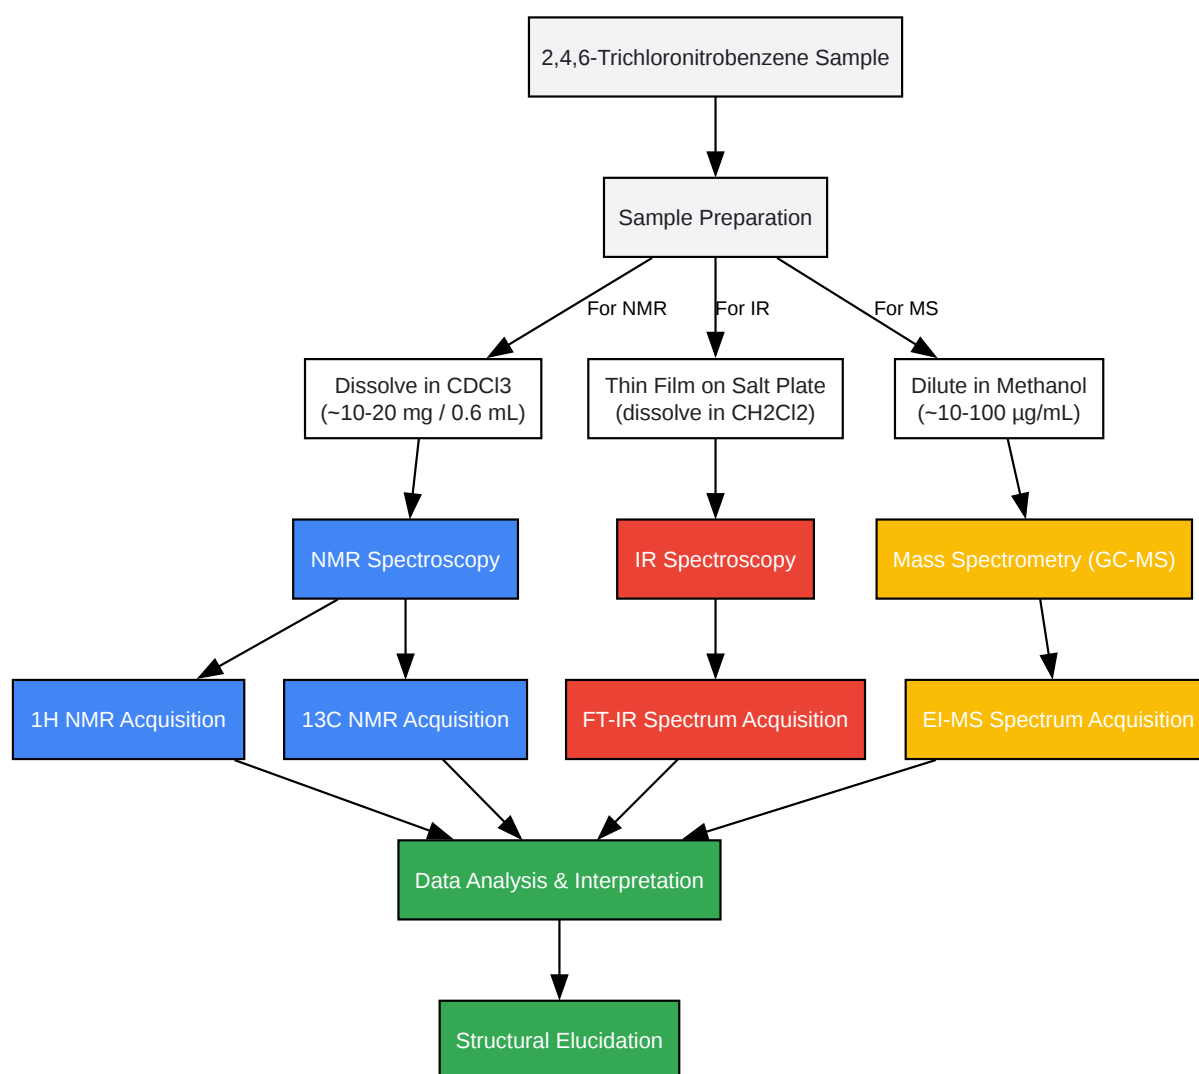 2,4,6-Trichloronitrobenzene Sample
Sample Preparation
For NMR
For IR
For MS
Dissolve in CDCl3
(~10-20 mg / 0.6 mL)
Thin Film on Salt Plate
(dissolve in CH2Cl2)
Dilute in Methanol
(~10-100 µg/mL)
NMR Spectroscopy
IR Spectroscopy
Mass Spectrometry (GC-MS)
1H NMR Acquisition
13C NMR Acquisition
FT-IR Spectrum Acquisition
EI-MS Spectrum Acquisition
Data Analysis & Interpretation
Structural Elucidation